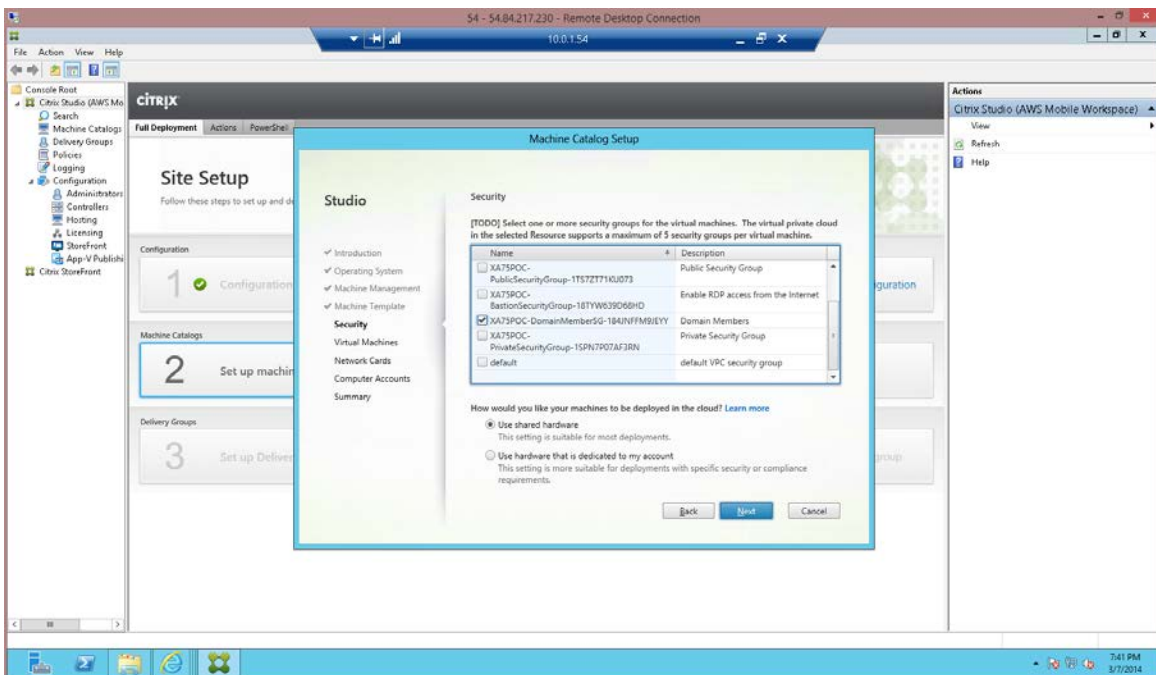 54 - 54.84.217.230 - Remote Desktop Connection
10.0.1.54
File Action View Help
Console Root
Citrix Studio (AWS Mo
Search
Machine Catalogs
Delivery Groups
Policies
Logging
Configuration
Administrators
Controllers
Hosting
Licensing
StoreFront
App-V Publishi
Citrix StoreFront
CITRIX
Full Deployment Actions PowerShell
Site Setup
Follow these steps to set up and de
Configuration
1 Configuration
guration
Machine Catalogs
2 Set up machin
Delivery Groups
3 Set up Deliver
group
Machine Catalog Setup
Studio
Introduction
Operating System
Machine Management
Machine Template
Security
Virtual Machines
Network Cards
Computer Accounts
Summary
Security
[TODO] Select one or more security groups for the virtual machines. The virtual private cloud
in the selected Resource supports a maximum of 5 security groups per virtual machine.
Name Description
XA75POC- Public Security Group
PublicSecurityGroup-1TS7ZT71KU073
XA75POC- Enable RDP access from the Internet
BastionSecurityGroup-18TYW639D68HD
XA75POC-DomainMemberSG-184JNFFM9JEYY Domain Members
XA75POC- Private Security Group
PrivateSecurityGroup-1SPN7P07AF3RN
default default VPC security group
How would you like your machines to be deployed in the cloud? Learn more
Use shared hardware
This setting is suitable for most deployments.
Use hardware that is dedicated to my account
This setting is more suitable for deployments with specific security or compliance
requirements.
Back Next Cancel
Actions
Citrix Studio (AWS Mobile Workspace)
View
Refresh
Help
7:41 PM
3/7/2014